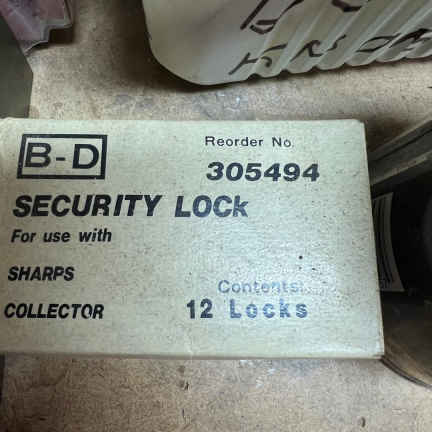 B-D
Reorder No.
305494
SECURITY LOCK
For use with
SHARPS
COLLECTOR
Contents:
12 Locks